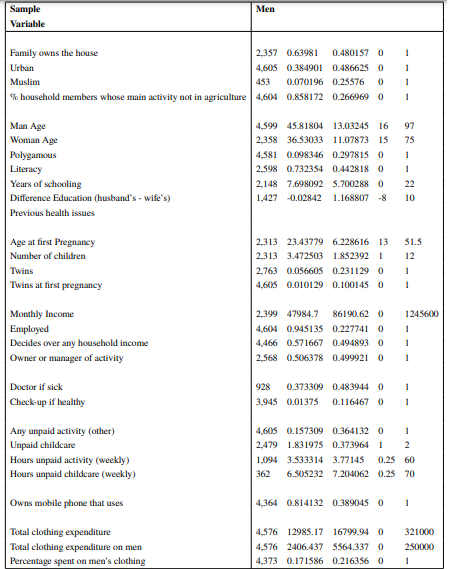 Sample Men
Variable
Family owns the house 2,357 0.63981 0.480157 0 1
Urban 4,605 0.384901 0.486625 0 1
Muslim 453 0.070196 0.25576 0 1
% household members whose main activity not in agriculture 4,604 0.858172 0.266969 0 1
Man Age 4,599 45.81804 13.03245 16 97
Woman Age 2,358 36.53033 11.07873 15 75
Polygamous 4,581 0.098346 0.297815 0 1
Literacy 2,598 0.732354 0.442818 0 1
Years of schooling 2,148 7.698092 5.700288 0 22
Difference Education (husband's - wife's) 1,427 -0.02842 1.168807 -8 10
Previous health issues
Age at first Pregnancy 2,313 23.43779 6.228616 13 51.5
Number of children 2,313 3.472503 1.852392 1 12
Twins 2,763 0.056605 0.231129 0 1
Twins at first pregnancy 4,605 0.010129 0.100145 0 1
Monthly Income 2,399 47984.7 86190.62 0 1245600
Employed 4,604 0.945135 0.227741 0 1
Decides over any household income 4,466 0.571667 0.494893 0 1
Owner or manager of activity 2,568 0.506378 0.499921 0 1
Doctor if sick 928 0.373309 0.483944 0 1
Check-up if healthy 3,945 0.01375 0.116467 0 1
Any unpaid activity (other) 4,605 0.157309 0.364132 0 1
Unpaid childcare 2,479 1.831975 0.373964 1 2
Hours unpaid activity (weekly) 1,094 3.533314 3.77145 0.25 60
Hours unpaid childcare (weekly) 362 6.505232 7.204062 0.25 70
Owns mobile phone that uses 4,364 0.814132 0.389045 0 1
Total clothing expenditure 4,576 12985.17 16799.94 0 321000
Total clothing expenditure on men 4,576 2406.437 5564.337 0 250000
Percentage spent on men's clothing 4,373 0.171586 0.216356 0 1